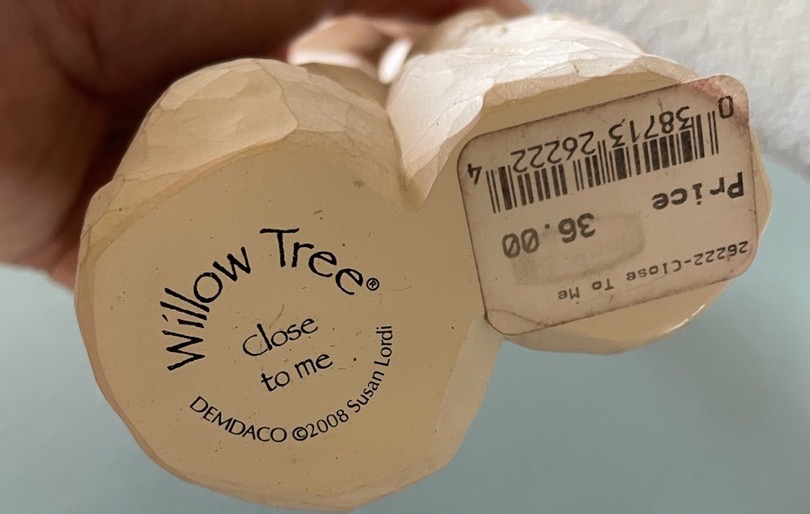 Willow Tree®
close
to me
DEMDACO ©2008 Susan Lordi
26222-Close To Me
Price 36.00
0 38713 26222 4